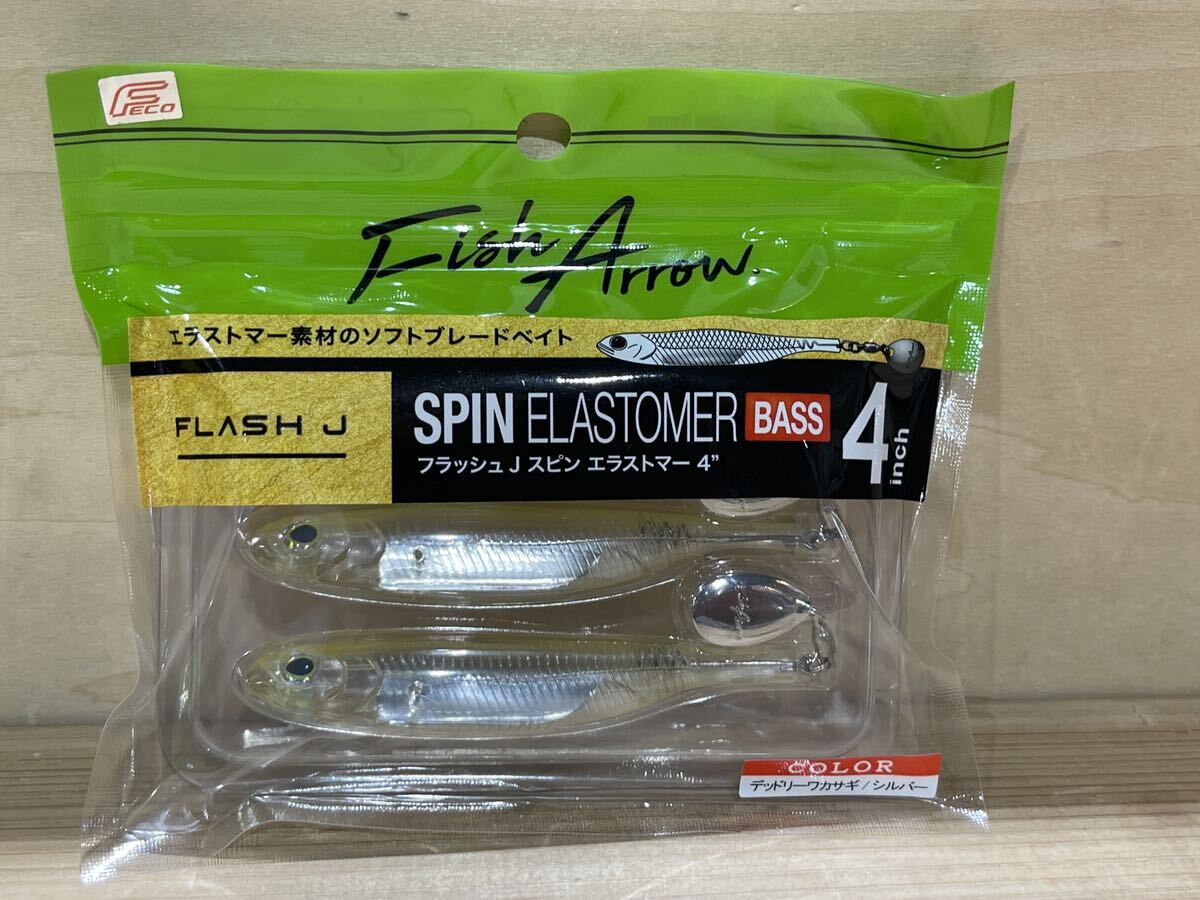 FECO
Fish Arrow.
エラストマー素材のソフトブレードベイト
FLASH J
SPIN ELASTOMER BASS
4 inch
フラッシュJ スピン エラストマー 4”
COLOR
デッドリーワカサギ/シルバー